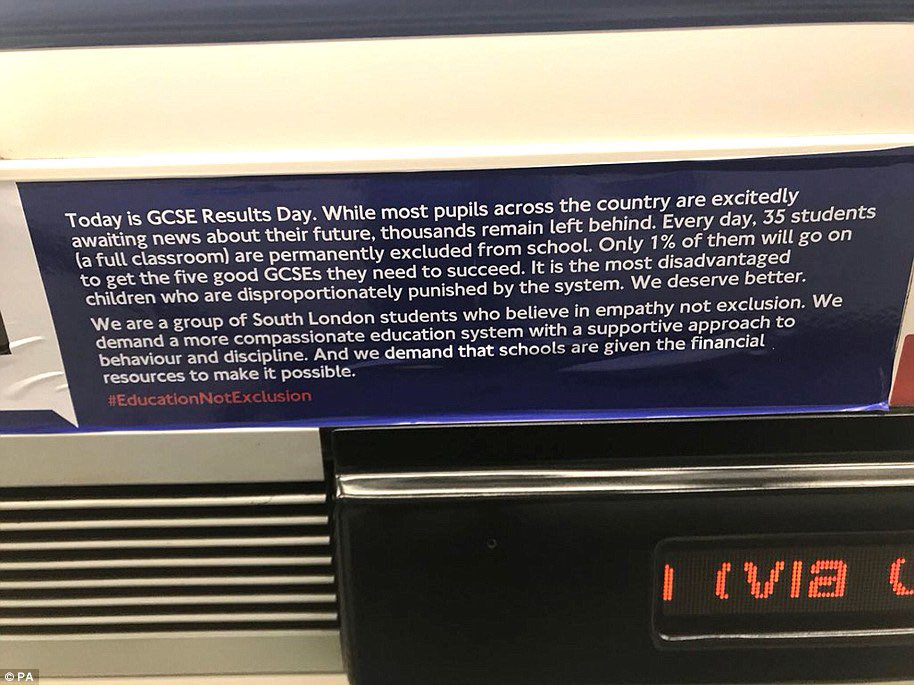 Today is GCSE Results Day. While most pupils across the country are excitedly
awaiting news about their future, thousands remain left behind. Every day, 35 students
(a full classroom) are permanently excluded from school. Only 1% of them will go on
to get the five good GCSEs they need to succeed. It is the most disadvantaged
children who are disproportionately punished by the system. We deserve better.
We are a group of South London students who believe in empathy not exclusion. We
demand a more compassionate education system with a supportive approach to
behaviour and discipline. And we demand that schools are given the financial
resources to make it possible.
#EducationNotExclusion
(via
© PA